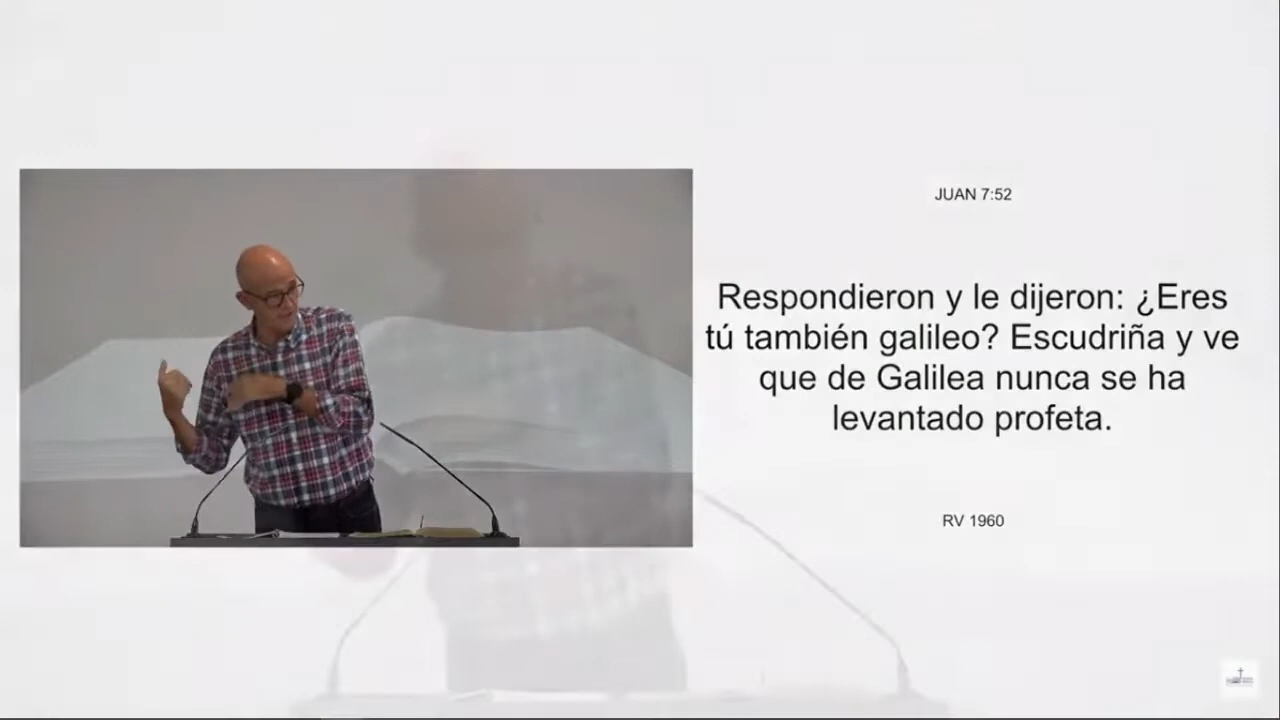 JUAN 7:52
Respondieron y le dijeron: ¿Eres
tú también galileo? Escudriña y ve
que de Galilea nunca se ha
levantado profeta.
RV 1960